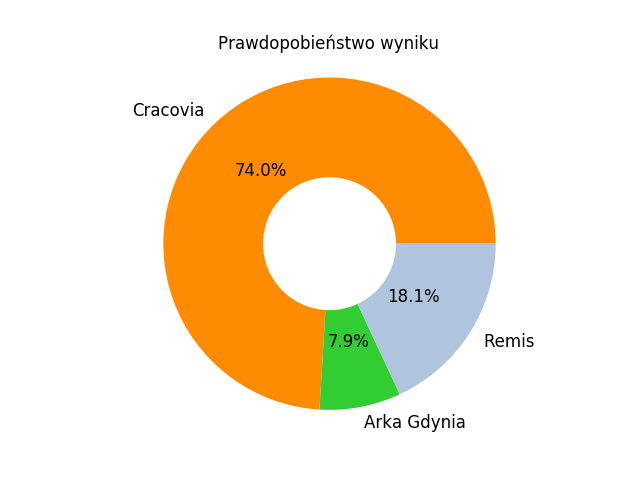 Prawdopobieństwo wyniku
Cracovia
74.0%
18.1%
7.9%
Remis
Arka Gdynia